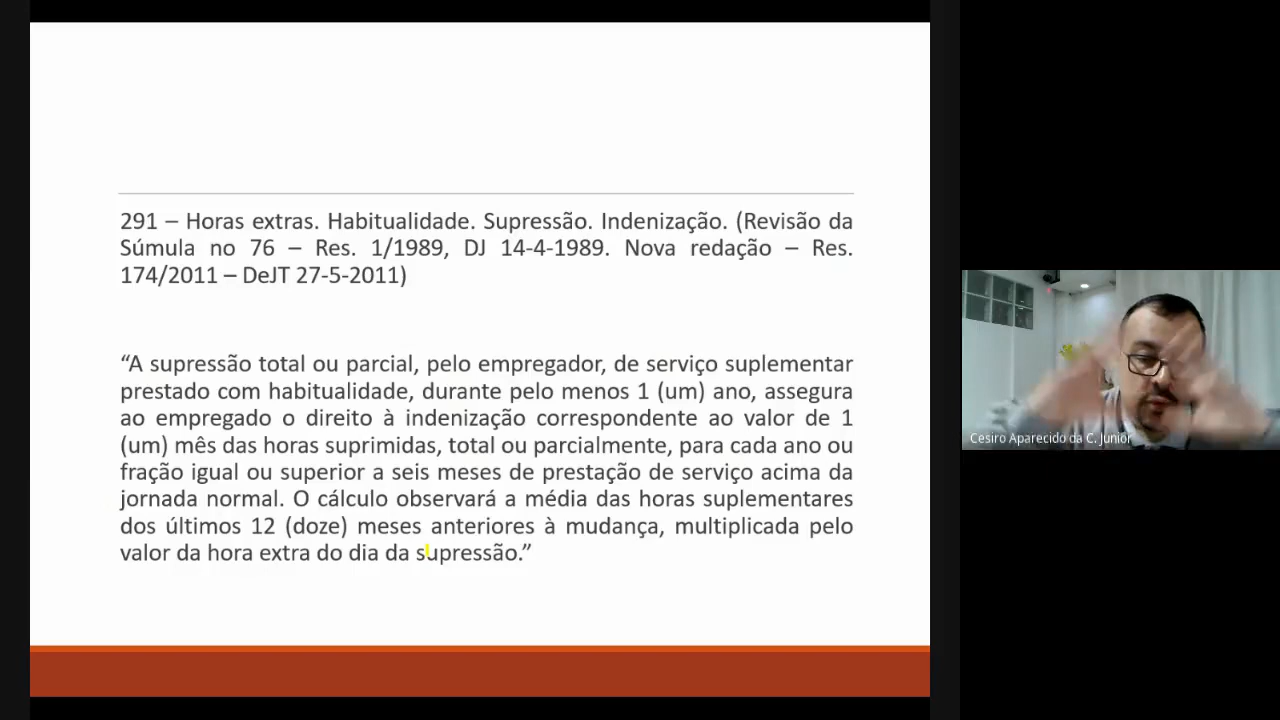 291 – Horas extras. Habitualidade. Supressão. Indenização. (Revisão da
Súmula no 76 – Res. 1/1989, DJ 14-4-1989. Nova redação – Res.
174/2011 – DeJT 27-5-2011)
“A supressão total ou parcial, pelo empregador, de serviço suplementar
prestado com habitualidade, durante pelo menos 1 (um) ano, assegura
ao empregado o direito à indenização correspondente ao valor de 1
(um) mês das horas suprimidas, total ou parcialmente, para cada ano ou
fração igual ou superior a seis meses de prestação de serviço acima da
jornada normal. O cálculo observará a média das horas suplementares
dos últimos 12 (doze) meses anteriores à mudança, multiplicada pelo
valor da hora extra do dia da supressão.”
Cesiro Aparecido da C. Junior